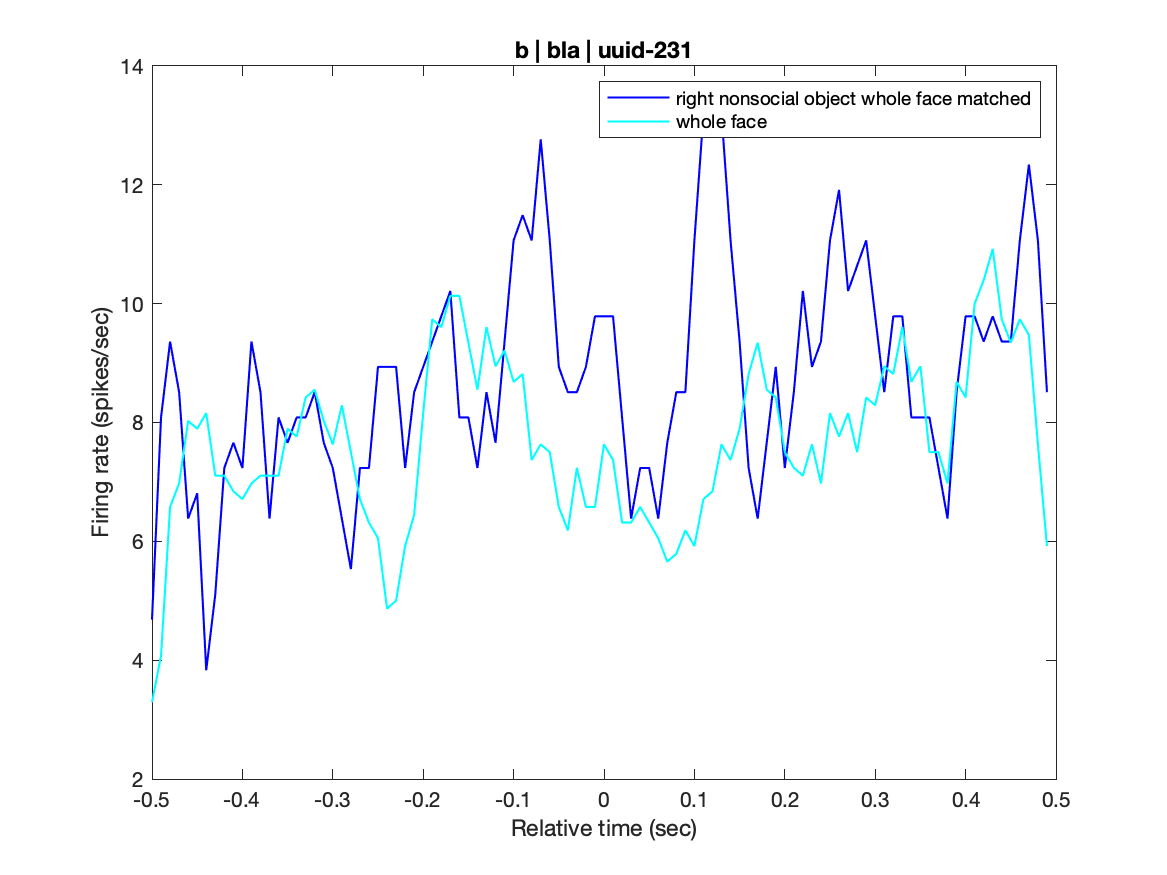 b | bla | uuid-231
14
right nonsocial object whole face matched
whole face
12
10
8
6
4
2
Firing rate (spikes/sec)
-0.5 -0.4 -0.3 -0.2 -0.1 0 0.1 0.2 0.3 0.4 0.5
Relative time (sec)